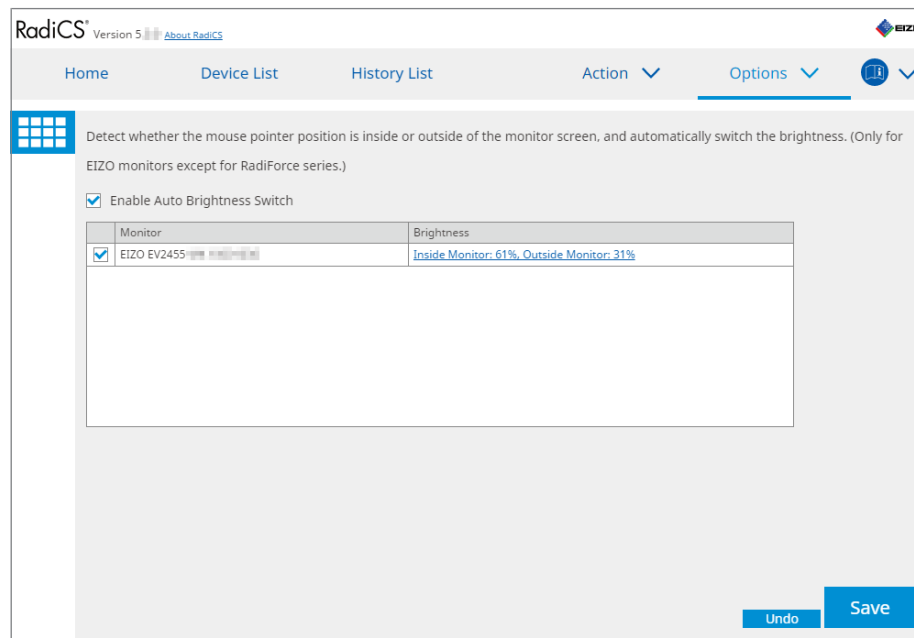 RadiCS® Version 5. About RadiCS
EIZ
Home Device List History List Action Options
Detect whether the mouse pointer position is inside or outside of the monitor screen, and automatically switch the brightness. (Only for
EIZO monitors except for RadiForce series.)
Enable Auto Brightness Switch
Monitor Brightness
EIZO EV2455 Inside Monitor: 61%, Outside Monitor: 31%
Undo Save